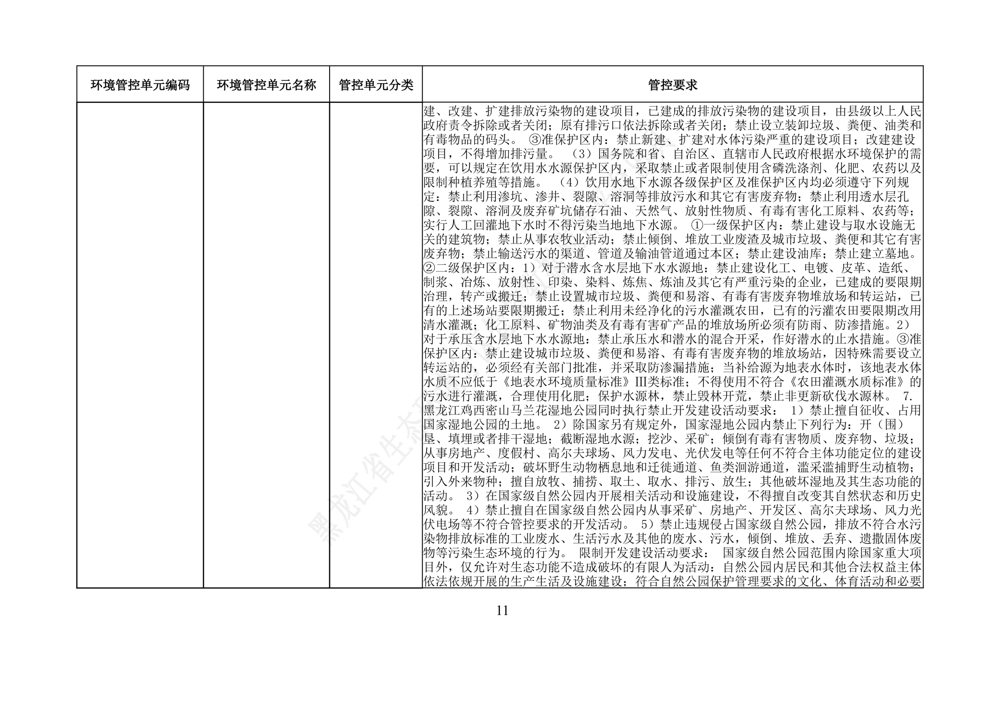 环境管控单元编码 环境管控单元名称 管控单元分类 管控要求
建、改建、扩建排放污染物的建设项目，已建成的排放污染物的建设项目，由县级以上人民
政府责令拆除或者关闭；原有排污口依法拆除或者关闭；禁止设立装卸垃圾、粪便、油类和
有毒物品的码头。 ③准保护区内：禁止新建、扩建对水体污染严重的建设项目；改建建设
项目，不得增加排污量。 （3）国务院和省、自治区、直辖市人民政府根据水环境保护的需
要，可以规定在饮用水水源保护区内，采取禁止或者限制使用含磷洗涤剂、化肥、农药以及
限制种植养殖等措施。 （4）饮用水地下水源各级保护区及准保护区内均必须遵守下列规
定：禁止利用渗坑、渗井、裂隙、溶洞等排放污水和其它有害废弃物；禁止利用透水层孔
隙、裂隙、溶洞及废弃矿坑储存石油、天然气、放射性物质、有毒有害化工原料、农药等；
实行人工回灌地下水时不得污染当地地下水源。 ①一级保护区内：禁止建设与取水设施无
关的建筑物；禁止从事农牧业活动；禁止倾倒、堆放工业废渣及城市垃圾、粪便和其它有害
废弃物；禁止输送污水的渠道、管道及输油管道通过本区；禁止建设油库；禁止建立墓地。
②二级保护区内：1）对于潜水含水层地下水水源地：禁止建设化工、电镀、皮革、造纸、
制浆、冶炼、放射性、印染、染料、炼焦、炼油及其它有严重污染的企业，已建成的要限期
治理，转产或搬迁；禁止设置城市垃圾、粪便和易溶、有毒有害废弃物堆放场和转运站，已
有的上述场站要限期搬迁；禁止利用未经净化的污水灌溉农田，已有的污灌农田要限期改用
清水灌溉；化工原料、矿物油类及有毒有害矿产品的堆放场所必须有防雨、防渗措施。2）
对于承压含水层地下水水源地：禁止承压水和潜水的混合开采，作好潜水的止水措施。③准
保护区内：禁止建设城市垃圾、粪便和易溶、有毒有害废弃物的堆放场站，因特殊需要设立
转运站的，必须经有关部门批准，并采取防渗漏措施；当补给源为地表水体时，该地表水体
水质不应低于《地表水环境质量标准》Ⅲ类标准；不得使用不符合《农田灌溉水质标准》的
污水进行灌溉，合理使用化肥；保护水源林，禁止毁林开荒，禁止非更新砍伐水源林。 7.
黑龙江鸡西密山马兰花湿地公园同时执行禁止开发建设活动要求： 1）禁止擅自征收、占用
国家湿地公园的土地。 2）除国家另有规定外，国家湿地公园内禁止下列行为：开（围）
垦、填埋或者排干湿地；截断湿地水源；挖沙、采矿；倾倒有毒有害物质、废弃物、垃圾；
从事房地产、度假村、高尔夫球场、风力发电、光伏发电等任何不符合主体功能定位的建设
项目和开发活动；破坏野生动物栖息地和迁徙通道、鱼类洄游通道，滥采滥捕野生动植物；
引入外来物种；擅自放牧、捕捞、取土、取水、排污、放生；其他破坏湿地及其生态功能的
活动。 3）在国家级自然公园内开展相关活动和设施建设，不得擅自改变其自然状态和历史
风貌。 4）禁止擅自在国家级自然公园内从事采矿、房地产、开发区、高尔夫球场、风力光
伏电场等不符合管控要求的开发活动。 5）禁止违规侵占国家级自然公园，排放不符合水污
染物排放标准的工业废水、生活污水及其他的废水、污水，倾倒、堆放、丢弃、遗撒固体废
物等污染生态环境的行为。 限制开发建设活动要求： 国家级自然公园范围内除国家重大项
目外，仅允许对生态功能不造成破坏的有限人为活动：自然公园内居民和其他合法权益主体
依法依规开展的生产生活及设施建设；符合自然公园保护管理要求的文化、体育活动和必要
黑龙江省生态环
11